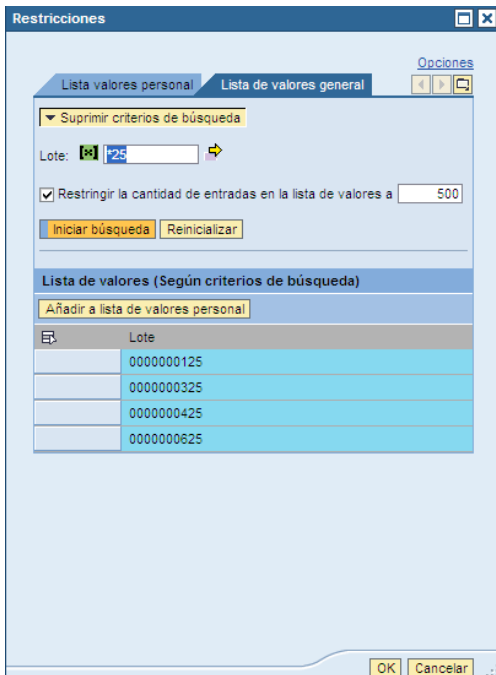 Restricciones
Opciones
Lista valores personal Lista de valores general
Suprimir criterios de búsqueda
Lote: *25
Restringir la cantidad de entradas en la lista de valores a 500
Iniciar búsqueda Reinicializar
Lista de valores (Según criterios de búsqueda)
Añadir a lista de valores personal
Lote
0000000125
0000000325
0000000425
0000000625
OK Cancelar